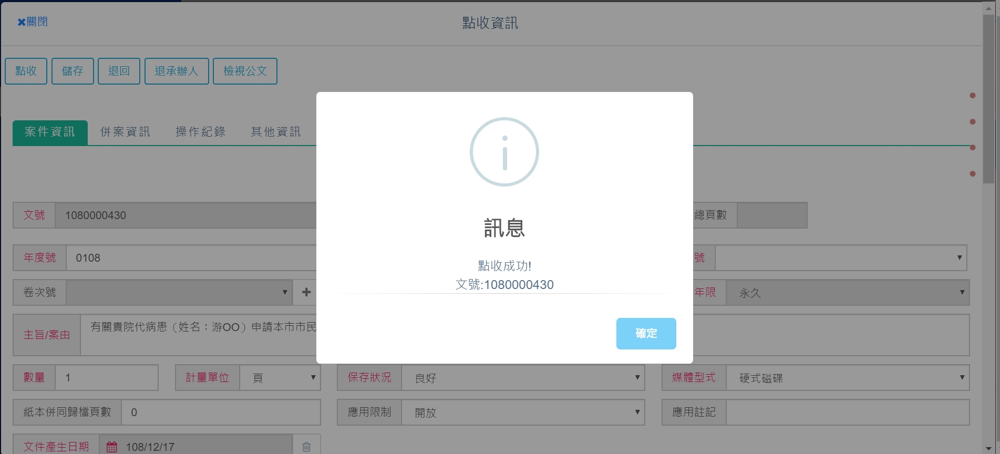 關閉
點收資訊
點收
儲存
退回
退承辦人
檢視公文
案件資訊
併案資訊
操作紀錄
其他資訊
訊息
點收成功!
文號:1080000430
確定
文號
1080000430
總頁數
年度號
0108
號
卷次號
年限
永久
主旨/案由
有關貴院代病患（姓名：游OO）申請本市市民
數量
1
計量單位
頁
保存狀況
良好
媒體型式
硬式磁碟
紙本併同歸檔頁數
0
應用限制
開放
應用註記
文件產生日期
108/12/17